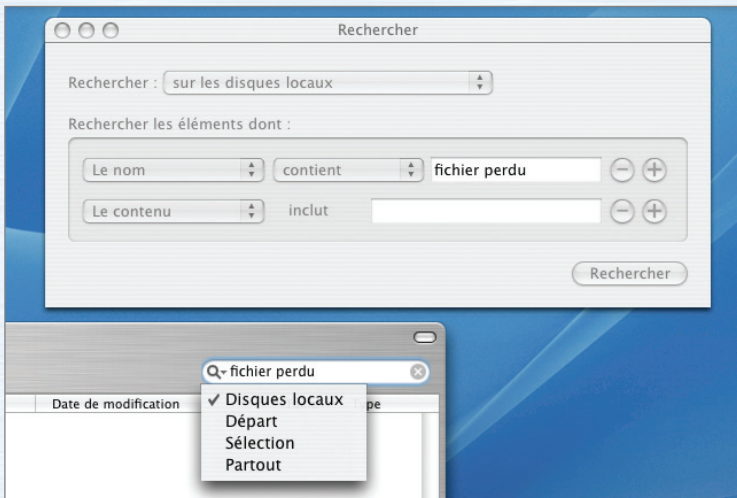 Rechercher
Rechercher : sur les disques locaux
Rechercher les éléments dont :
Le nom contient fichier perdu
Le contenu inclut
Rechercher
fichier perdu
Date de modification Type
Disques locaux
Départ
Sélection
Partout